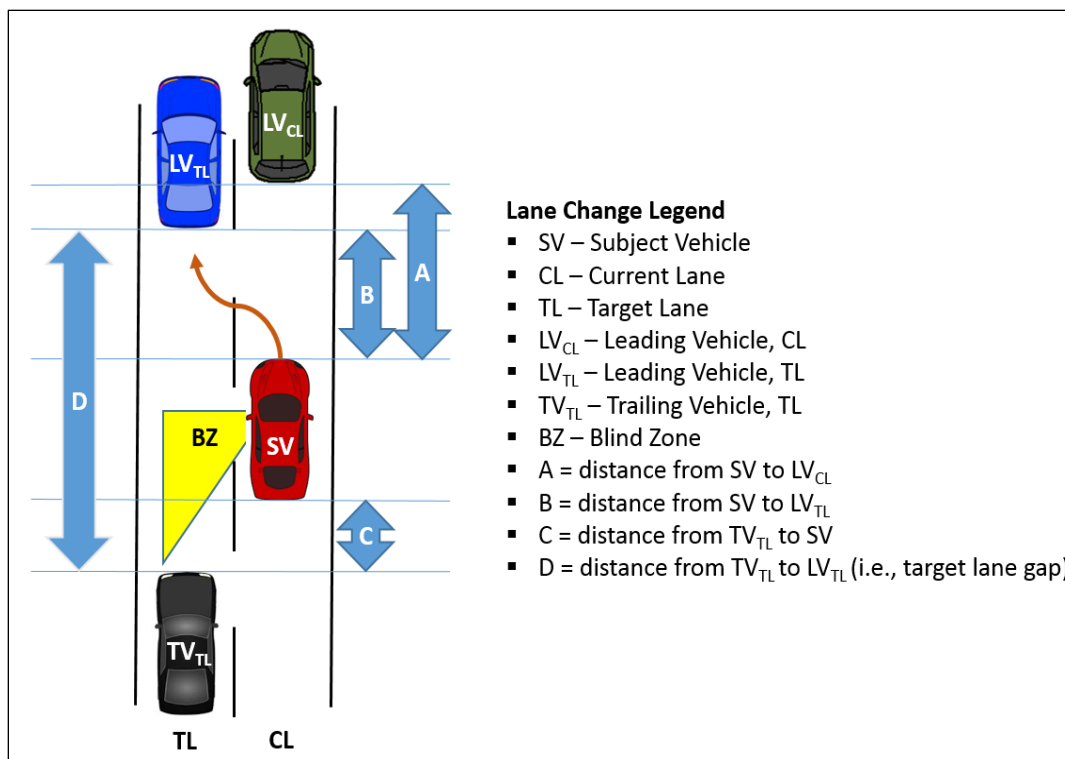 LV_CL
LV_TL
A
B
D
BZ
SV
C
TV_TL
TL CL
Lane Change Legend
▪ SV – Subject Vehicle
▪ CL – Current Lane
▪ TL – Target Lane
▪ LV_CL – Leading Vehicle, CL
▪ LV_TL – Leading Vehicle, TL
▪ TV_TL – Trailing Vehicle, TL
▪ BZ – Blind Zone
▪ A = distance from SV to LV_CL
▪ B = distance from SV to LV_TL
▪ C = distance from TV_TL to SV
▪ D = distance from TV_TL to LV_TL (i.e., target lane gap)